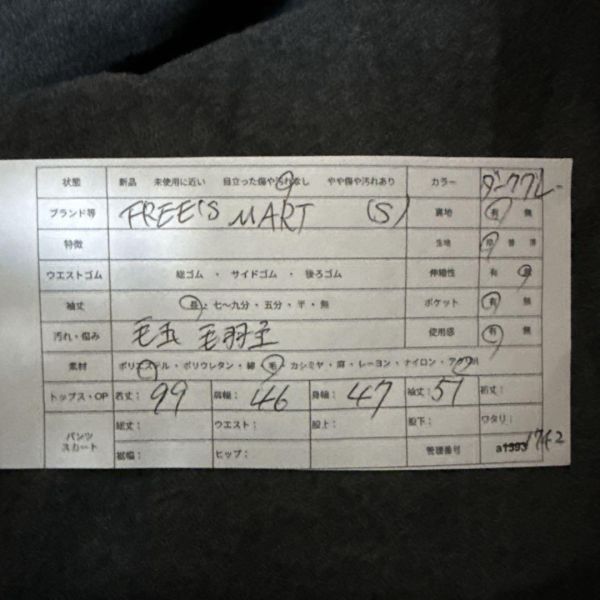 状態 新品 未使用に近い 目立った傷や汚れなし やや傷や汚れあり カラー ダークグレー
ブランド等 FREE'S MART (S) 裏地 有 無
特徴 生地 厚 普 薄
ウエストゴム 総ゴム ・ サイドゴム ・ 後ろゴム 伸縮性 有 無
袖丈 長 ・ 七〜九分 ・ 五分 ・ 半 ・ 無 ポケット 有 無
汚れ・傷み 毛玉 毛羽立 使用感 有 無
素材 ポリエステル ・ ポリウレタン ・ 綿 ・ 毛 ・ カシミヤ ・ 麻 ・ レーヨン ・ ナイロン ・ アクリル
トップス・OP 着丈: 99 肩幅: 46 身幅: 47 袖丈: 57 裄丈:
パンツ スカート 総丈: ウエスト: 股上: 股下: ワタリ:
裾幅: ヒップ: 管理番号 a1393 1742